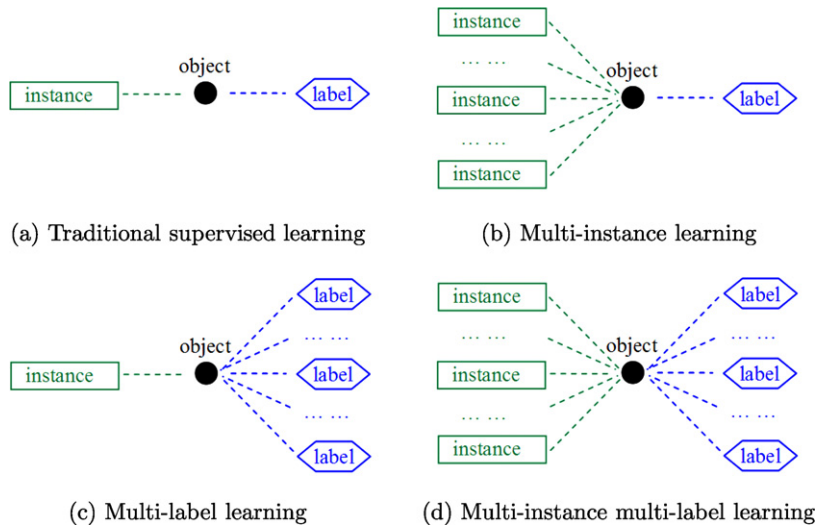 object
instance
label
(a) Traditional supervised learning
instance
... ...
instance
... ...
instance
object
label
(b) Multi-instance learning
instance
object
label
... ...
label
... ...
label
(c) Multi-label learning
instance
... ...
instance
... ...
instance
object
label
... ...
label
... ...
label
(d) Multi-instance multi-label learning